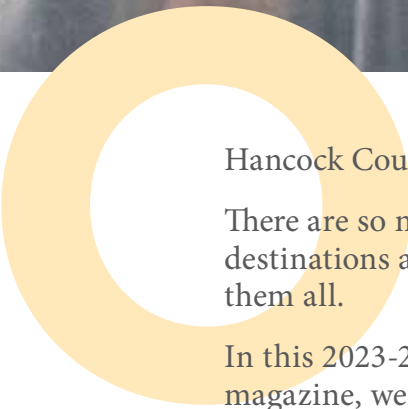 Hancock Cou
There are so
destinations
them all.
In this 2023-2
magazine, we